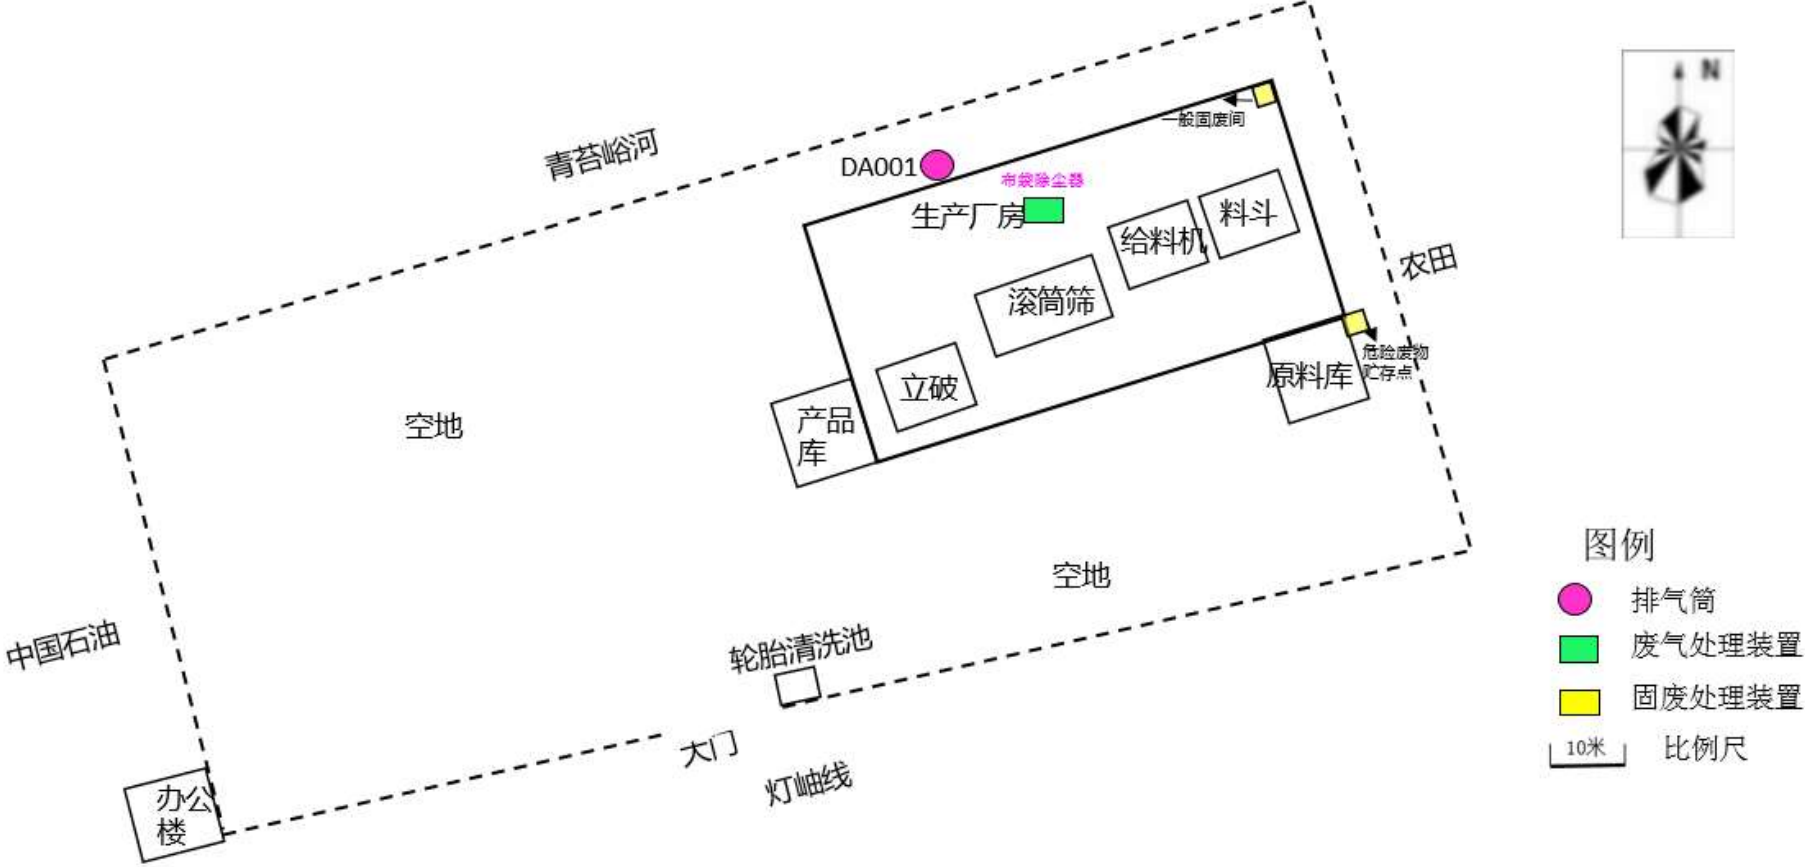 N
一般固废间
青苔峪河
DA001
布袋除尘器
生产厂房
给料机
料斗
农田
滚筒筛
立破
产品
库
原料库
危险废物
贮存点
空地
空地
中国石油
轮胎清洗池
大门
灯岫线
办公
楼
图例
排气筒
废气处理装置
固废处理装置
10米
比例尺